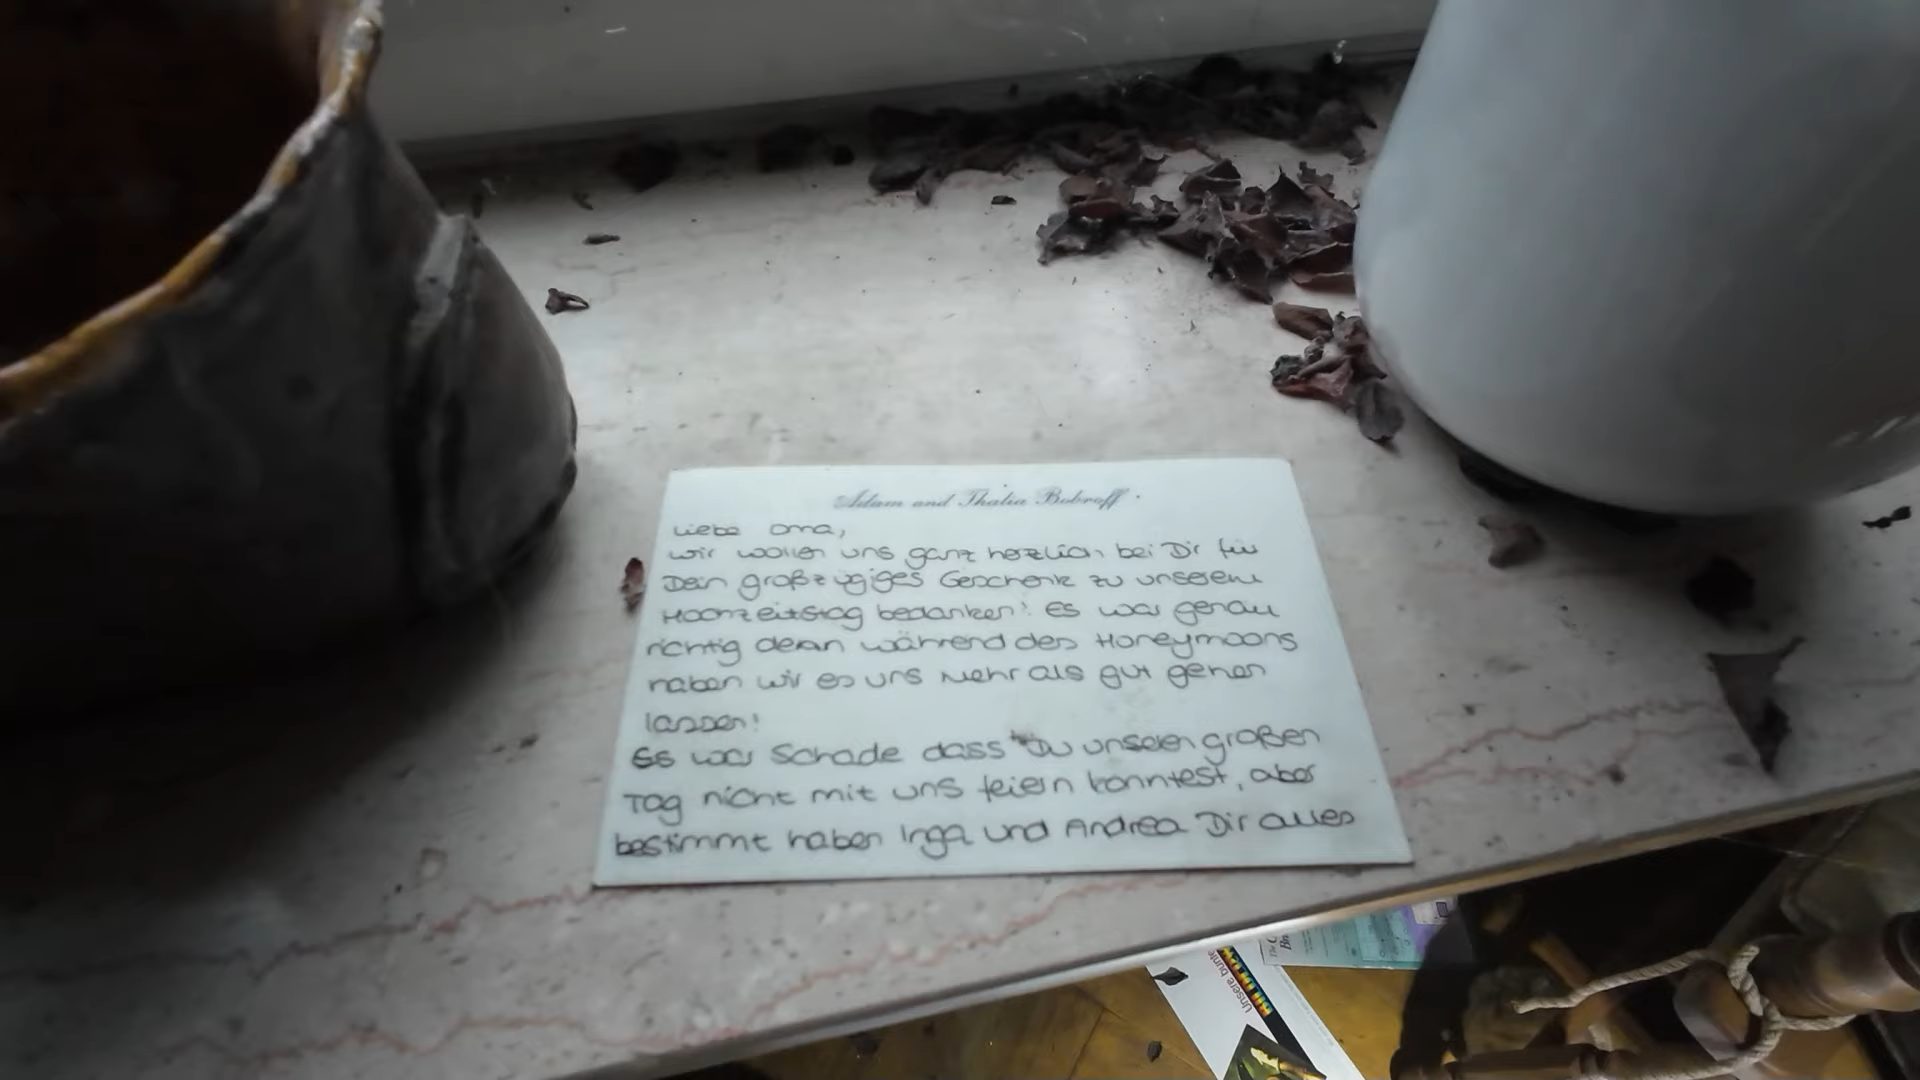 Adam and Thalia Bobroff
Liebe Oma,
wir wollen uns ganz herzlich bei Dir für
Dein großzügiges Geschenk zu unserem
Hochzeitstag bedanken! Es war genau
richtig denn während des Honeymoons
haben wir es uns mehr als gut gehen
lassen!
Es war Schade dass Du unseren großen
Tag nicht mit uns feiern konntest, aber
bestimmt haben Inga und Andrea Dir alles
Unsere bunte